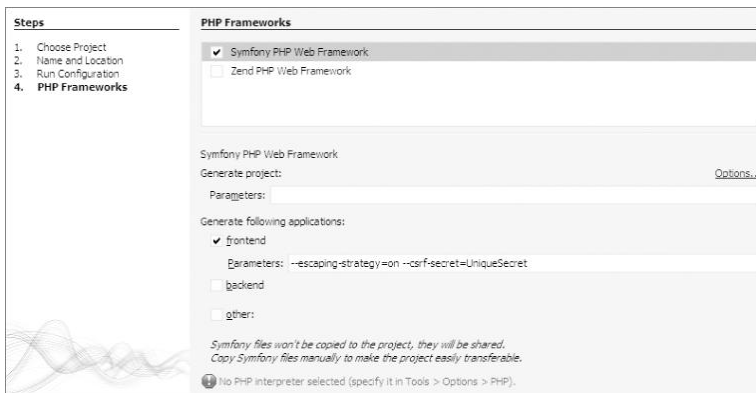 Steps
1. Choose Project
2. Name and Location
3. Run Configuration
4. PHP Frameworks
PHP Frameworks
Symfony PHP Web Framework
Zend PHP Web Framework
Symfony PHP Web Framework
Generate project:
Options..
Parameters:
Generate following applications:
frontend
Parameters: --escaping-strategy=on --csrf-secret=UniqueSecret
backend
other:
Symfony files won't be copied to the project, they will be shared.
Copy Symfony files manually to make the project easily transferable.
No PHP interpreter selected (specify it in Tools > Options > PHP).